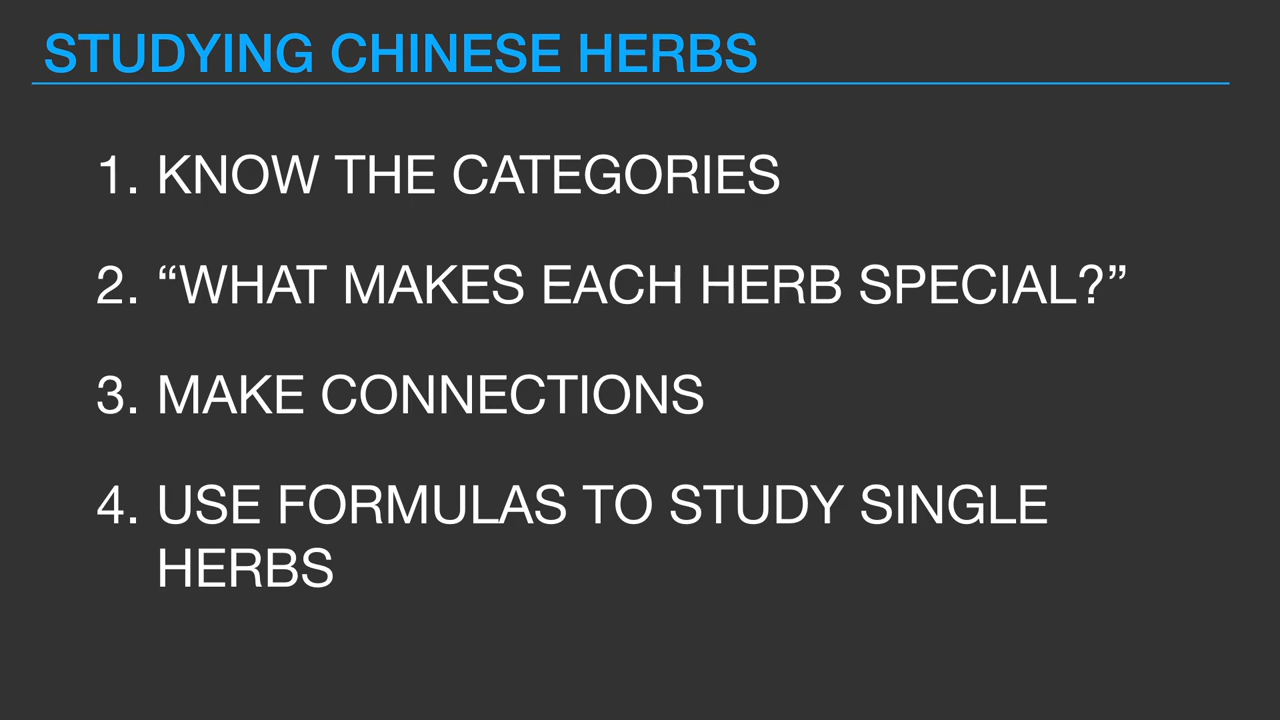 STUDYING CHINESE HERBS
1. KNOW THE CATEGORIES
2. “WHAT MAKES EACH HERB SPECIAL?”
3. MAKE CONNECTIONS
4. USE FORMULAS TO STUDY SINGLE
HERBS